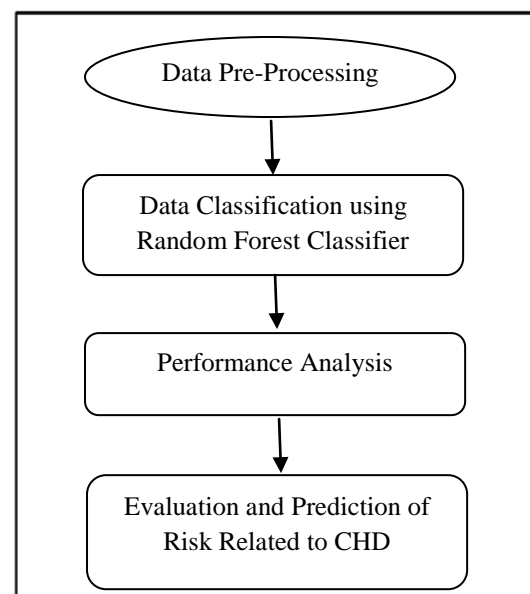 Data Pre-Processing
Data Classification using
Random Forest Classifier
Performance Analysis
Evaluation and Prediction of
Risk Related to CHD